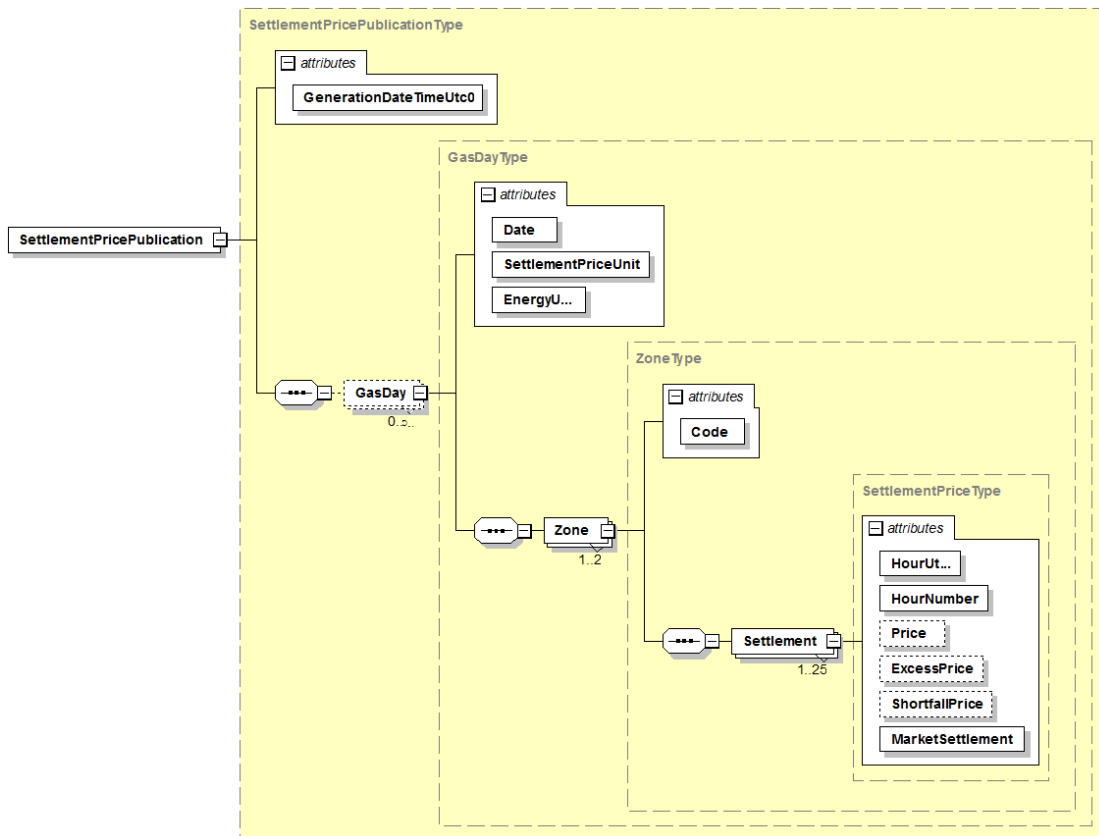 SettlementPricePublicationType
attributes
GenerationDateTimeUtc0
GasDayType
attributes
Date
SettlementPricePublication
SettlementPriceUnit
EnergyU...
ZoneType
GasDay
attributes
Code
SettlementPriceType
attributes
Zone
1..2
HourUt...
HourNumber
Price
Settlement
1..25
ExcessPrice
ShortfallPrice
MarketSettlement